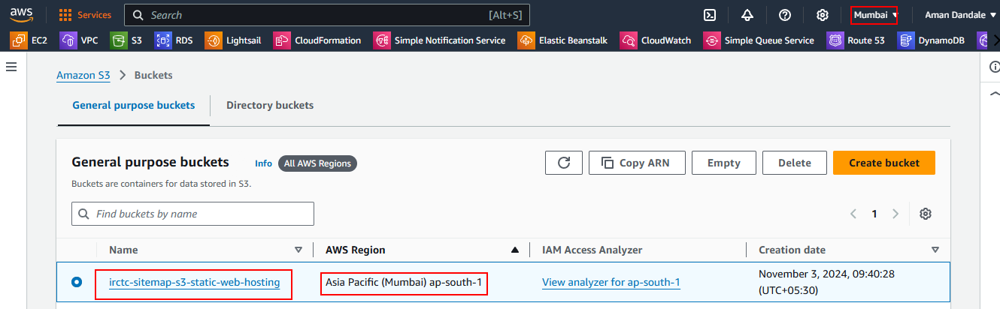 aws Services Search [Alt+S] Mumbai Aman Dandale
EC2 VPC S3 RDS Lightsail CloudFormation Simple Notification Service Elastic Beanstalk CloudWatch Simple Queue Service Route 53 DynamoDB
Amazon S3 Buckets
General purpose buckets Directory buckets
General purpose buckets Info All AWS Regions Copy ARN Empty Delete Create bucket
Buckets are containers for data stored in S3.
Find buckets by name 1
Name AWS Region IAM Access Analyzer Creation date
irctc-sitemap-s3-static-web-hosting Asia Pacific (Mumbai) ap-south-1 View analyzer for ap-south-1 November 3, 2024, 09:40:28
(UTC+05:30)